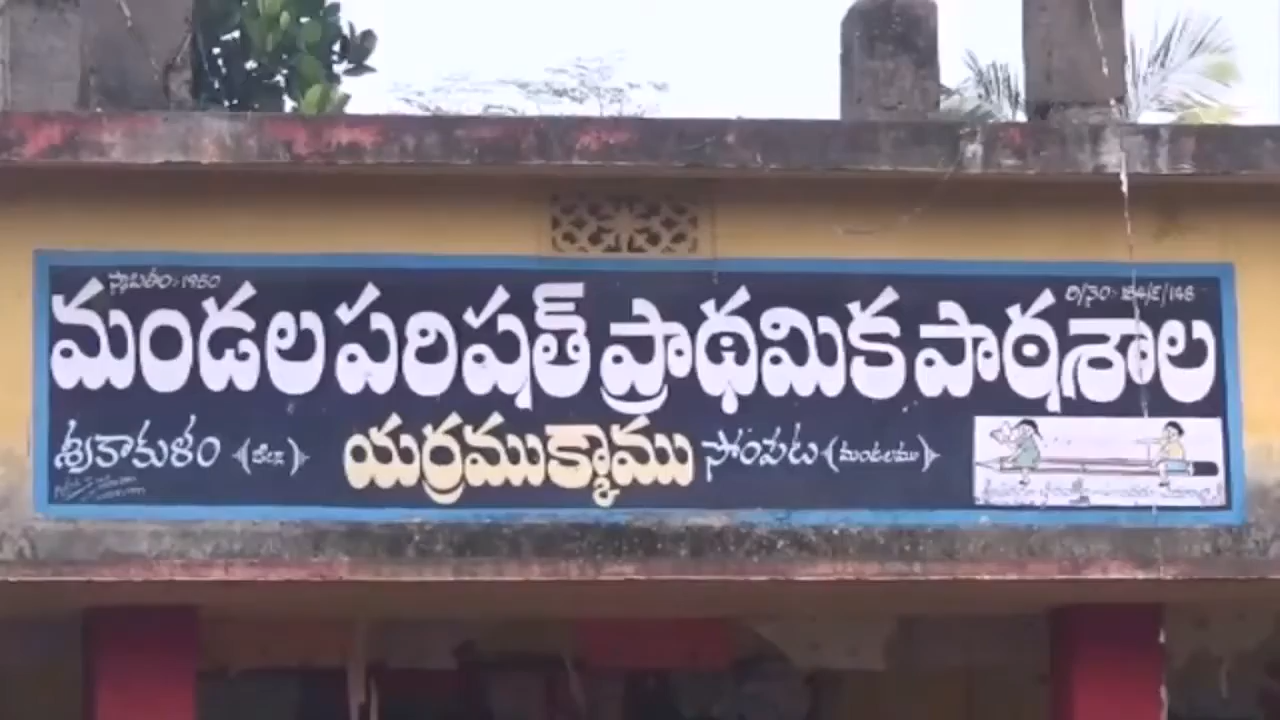 స్థాపితం:-1950
మండల పరిషత్ ప్రాథమిక పాఠశాల
శ్రీకాకుళం (జిల్లా) యర్రముక్కాము సోంపేట (మండలము)